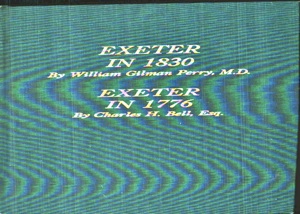 EXETER
IN 1830
By William Gilman Perry, M.D.
EXETER
IN 1776
By Charles H. Bell, Esq.